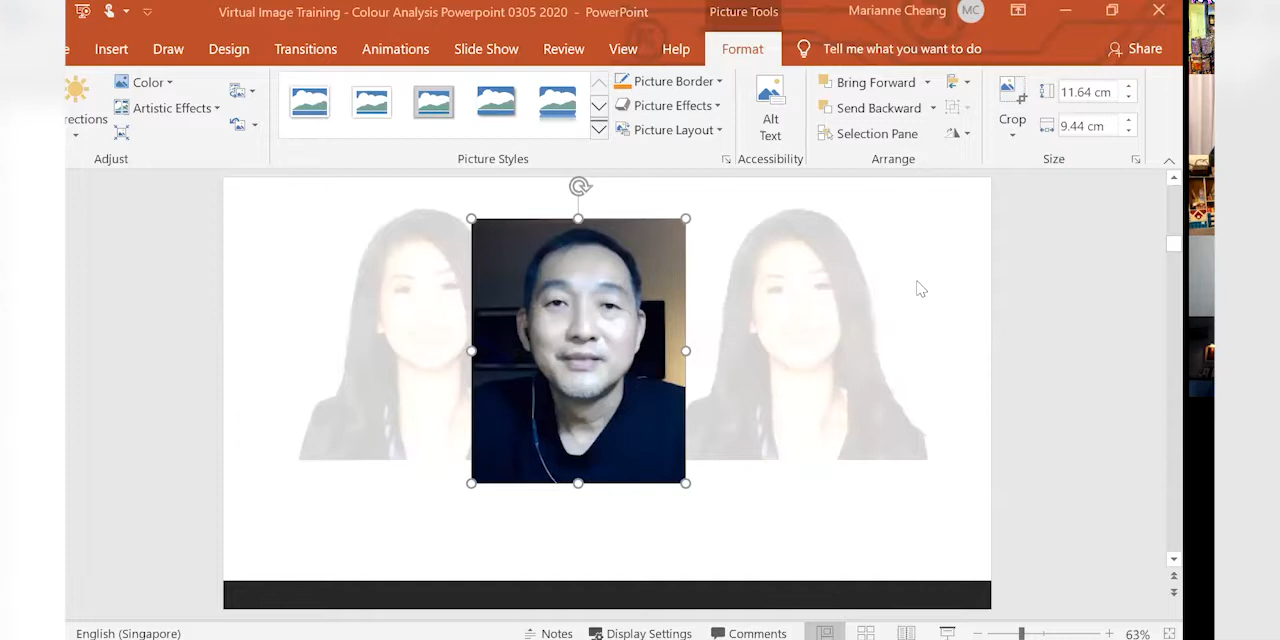 Virtual Image Training - Colour Analysis Powerpoint 0305 2020 - PowerPoint
Picture Tools
Marianne Cheang MC
Insert Draw Design Transitions Animations Slide Show Review View Help Format Tell me what you want to do Share
Color
Picture Border
Bring Forward
11.64 cm
Artistic Effects
Picture Effects
Send Backward
rections
Alt
Text
Crop
9.44 cm
Picture Layout
Selection Pane
Adjust
Picture Styles
Accessibility
Arrange
Size
English (Singapore)
Notes Display Settings Comments
63%